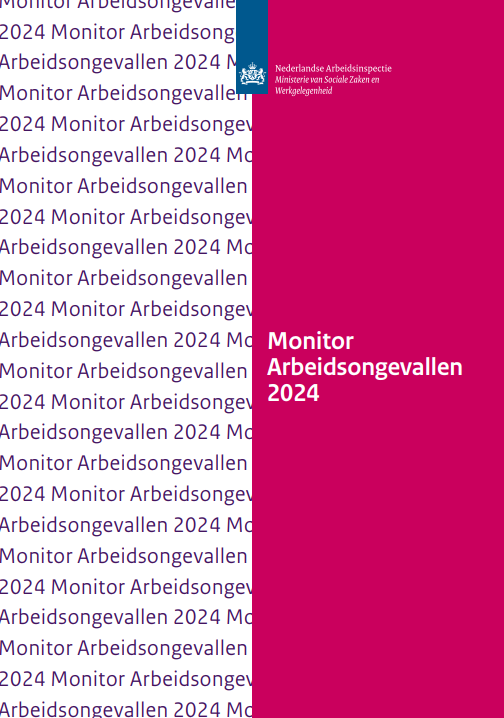 Monitor Arbeidsongevalle
2024 Monitor Arbeidsong
Arbeidsongevallen 2024 M
Monitor Arbeidsongevallen
2024 Monitor Arbeidsongev
Arbeidsongevallen 2024 Mo
Monitor Arbeidsongevallen
2024 Monitor Arbeidsongev
Arbeidsongevallen 2024 Mo
Monitor Arbeidsongevallen
2024 Monitor Arbeidsongev
Arbeidsongevallen 2024 Mo
Monitor Arbeidsongevallen
2024 Monitor Arbeidsongev
Arbeidsongevallen 2024 Mo
Monitor Arbeidsongevallen
2024 Monitor Arbeidsongev
Arbeidsongevallen 2024 Mo
Monitor Arbeidsongevallen
2024 Monitor Arbeidsongev
Arbeidsongevallen 2024 Mo
Monitor Arbeidsongevallen
2024 Monitor Arbeidsongev
Arbeidsongevallen 2024 Mo
Nederlandse Arbeidsinspectie
Ministerie van Sociale Zaken en
Werkgelegenheid
Monitor
Arbeidsongevallen
2024